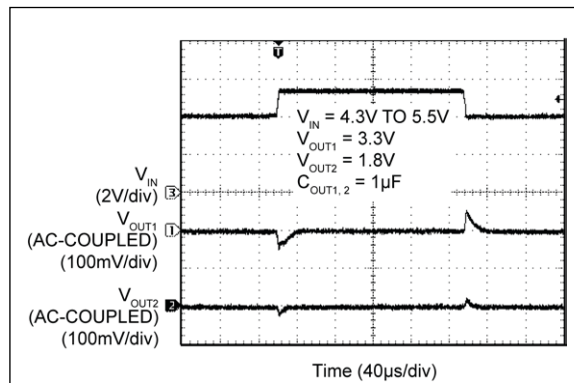 T
V_IN = 4.3V TO 5.5V
V_OUT1 = 3.3V
V_OUT2 = 1.8V
C_OUT1, 2 = 1µF
V_IN
(2V/div)
3
V_OUT1
(AC-COUPLED)
(100mV/div)
1
V_OUT2
(AC-COUPLED)
(100mV/div)
2
Time (40µs/div)